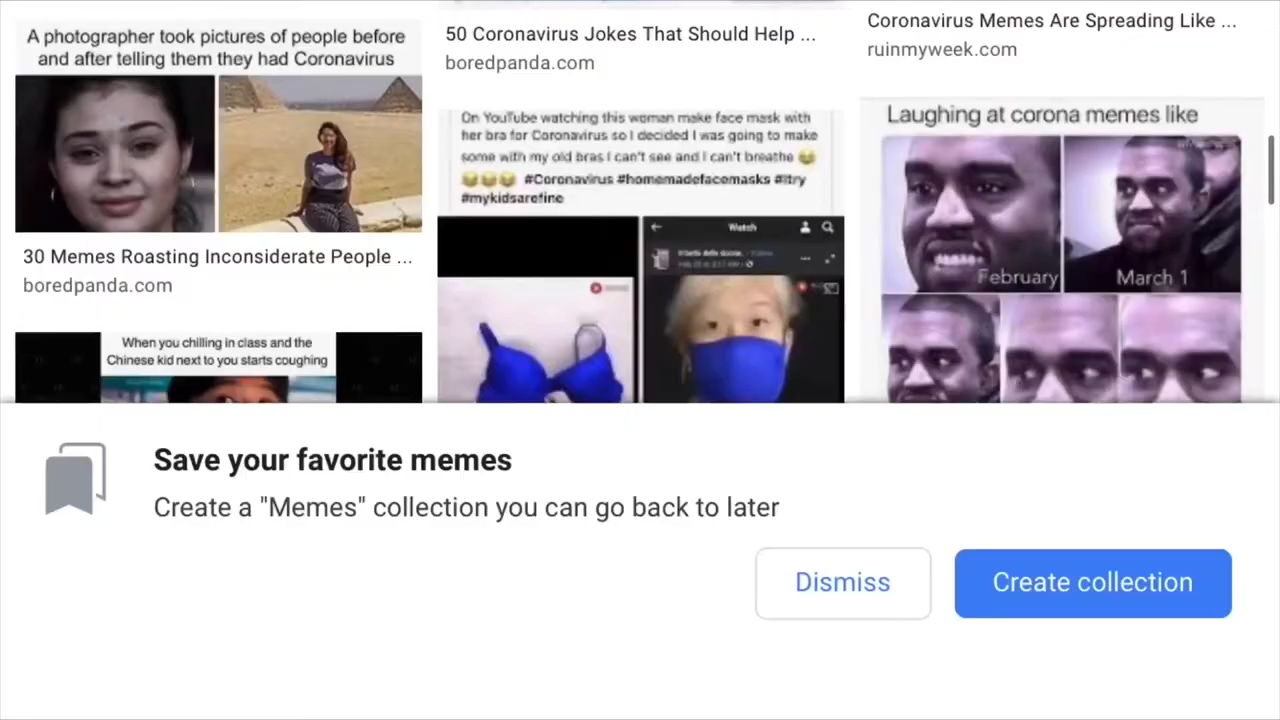 A photographer took pictures of people before
and after telling them they had Coronavirus
30 Memes Roasting Inconsiderate People ...
boredpanda.com
When you chilling in class and the
Chinese kid next to you starts coughing
50 Coronavirus Jokes That Should Help ...
boredpanda.com
On YouTube watching this woman make face mask with
her bra for Coronavirus so I decided I was going to make
some with my old bras I can't see and I can't breathe 😂
😂😂😂 #Coronavirus #homemadefacemasks #Itry
#mykidsarefine
Watch
Coronavirus Memes Are Spreading Like ...
ruinmyweek.com
Laughing at corona memes like
February
March 1
Save your favorite memes
Create a "Memes" collection you can go back to later
Dismiss
Create collection